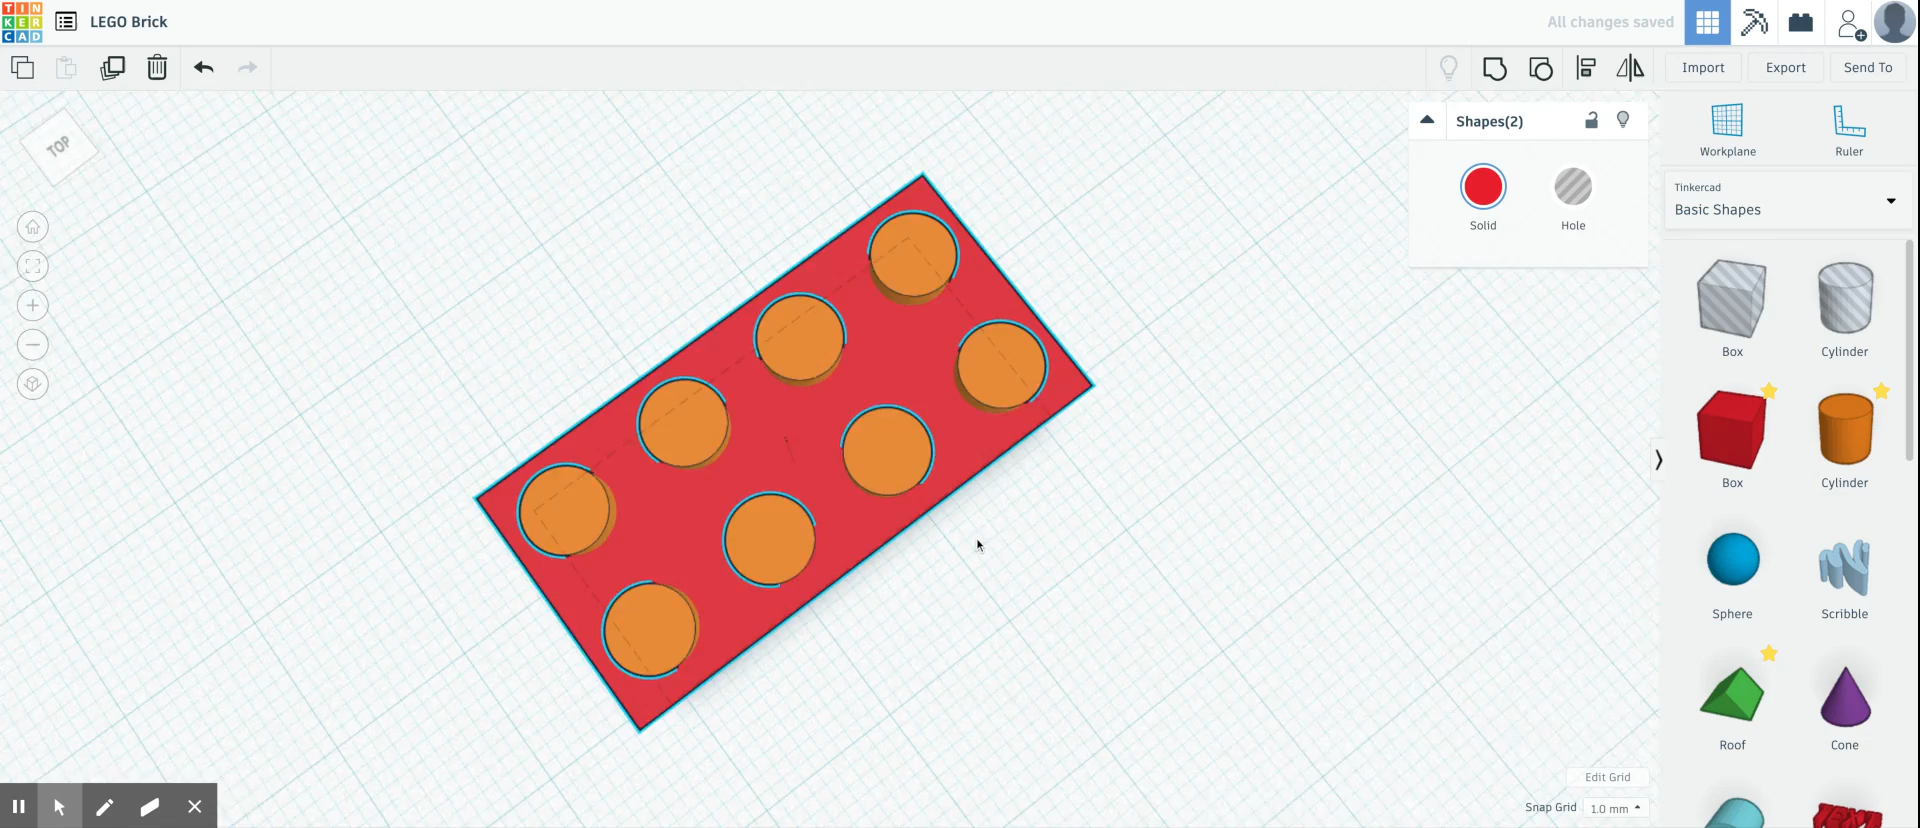 TIN
KER
CAD
LEGO Brick
All changes saved
Import
Export
Send To
TOP
Shapes(2)
Solid
Hole
Workplane
Ruler
Tinkercad
Basic Shapes
Box
Cylinder
Box
Cylinder
Sphere
Scribble
Roof
Cone
TEXT
Edit Grid
Snap Grid
1.0 mm